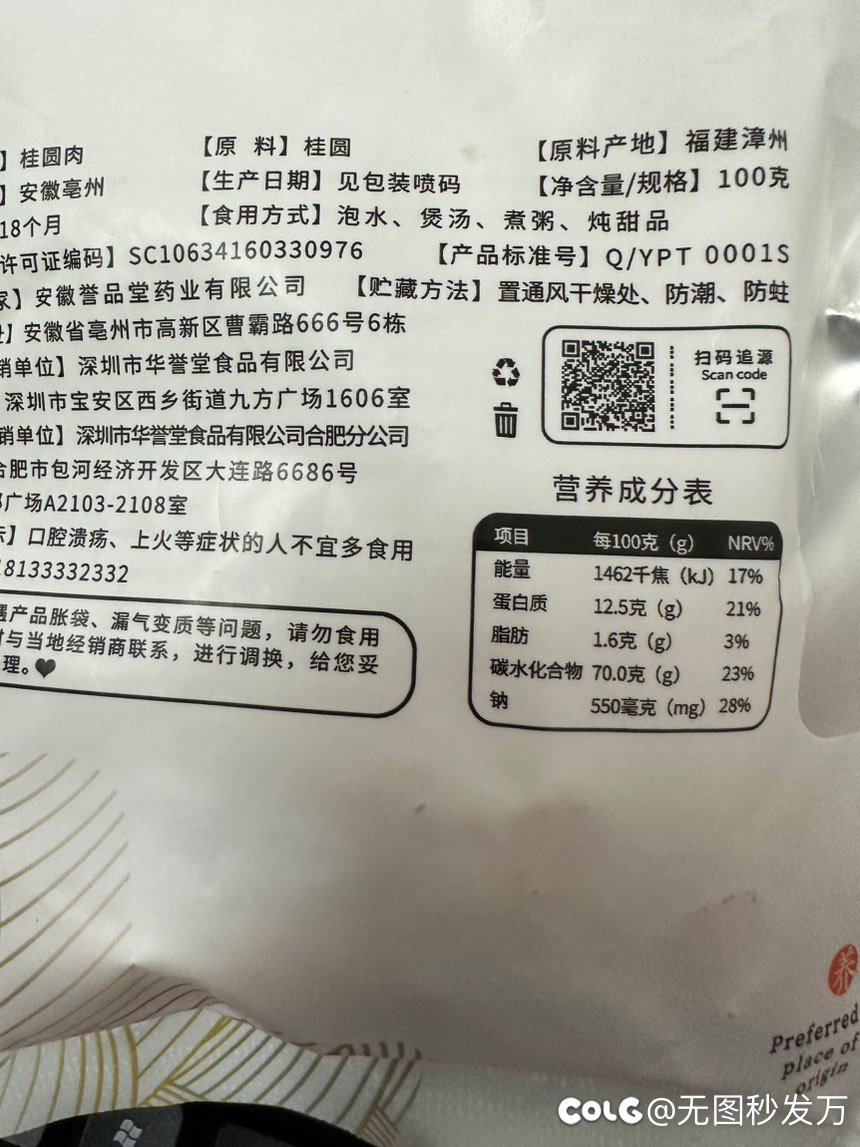 】桂圆肉 【原 料】桂圆 【原料产地】福建漳州
】安徽亳州 【生产日期】见包装喷码 【净含量/规格】100克
18个月 【食用方式】泡水、煲汤、煮粥、炖甜品
许可证编码】SC10634160330976 【产品标准号】Q/YPT 0001S
家】安徽誉品堂药业有限公司 【贮藏方法】置通风干燥处、防潮、防蛀
】安徽省亳州市高新区曹霸路666号6栋
销单位】深圳市华誉堂食品有限公司
深圳市宝安区西乡街道九方广场1606室
销单位】深圳市华誉堂食品有限公司合肥分公司
合肥市包河经济开发区大连路6686号
广场A2103-2108室
示】口腔溃疡、上火等症状的人不宜多食用
18133332332
遇产品胀袋、漏气变质等问题，请勿食用
时与当地经销商联系，进行调换，给您妥
理。
扫码追源
Scan code
营养成分表
项目 每100克（g） NRV%
能量 1462千焦（kJ） 17%
蛋白质 12.5克（g） 21%
脂肪 1.6克（g） 3%
碳水化合物 70.0克（g） 23%
钠 550毫克（mg） 28%
养
Preferred
place of
origin
COLG@无图秒发万